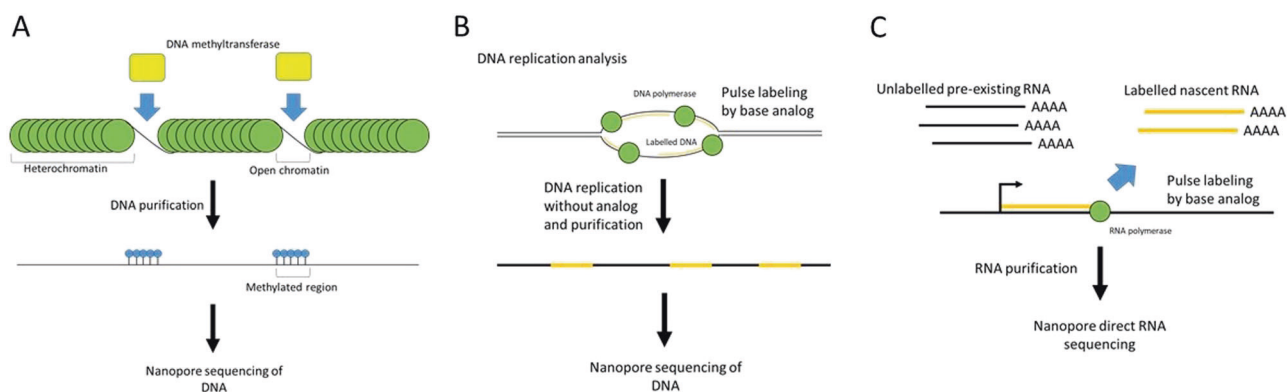 A
DNA methyltransferase
Heterochromatin
Open chromatin
DNA purification
Methylated region
Nanopore sequencing of
DNA
B
DNA replication analysis
DNA polymerase
Pulse labeling
by base analog
Labelled DNA
DNA replication
without analog
and purification
Nanopore sequencing of
DNA
C
Unlabelled pre-existing RNA
AAAA
AAAA
AAAA
Labelled nascent RNA
AAAA
AAAA
Pulse labeling
by base analog
RNA polymerase
RNA purification
Nanopore direct RNA
sequencing